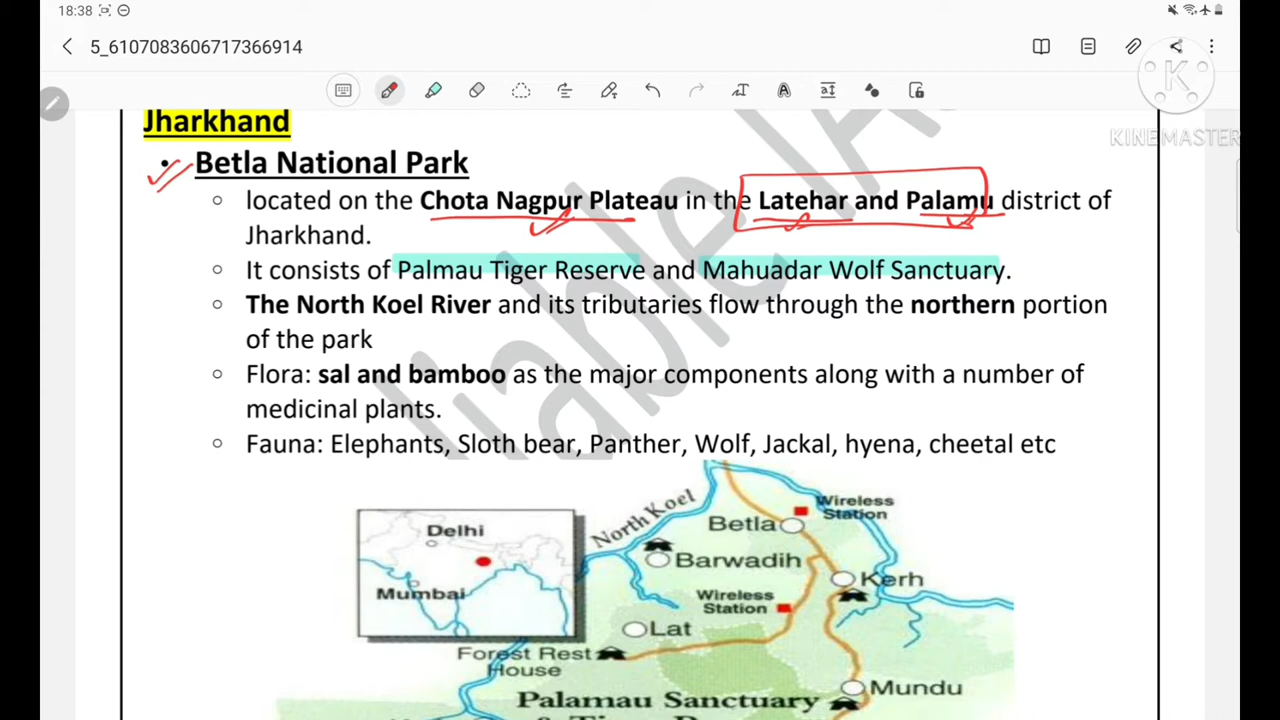 18:38
5_6107083606717366914
K
KINEMASTER
Jharkhand
• Betla National Park
○ located on the Chota Nagpur Plateau in the Latehar and Palamu district of
Jharkhand.
○ It consists of Palmau Tiger Reserve and Mahuadar Wolf Sanctuary.
○ The North Koel River and its tributaries flow through the northern portion
of the park
○ Flora: sal and bamboo as the major components along with a number of
medicinal plants.
○ Fauna: Elephants, Sloth bear, Panther, Wolf, Jackal, hyena, cheetal etc
Delhi
Mumbai
North Koel
Wireless
Station
Betla
Barwadih
Kerh
Wireless
Station
Lat
Forest Rest
House
Mundu
Palamau Sanctuary